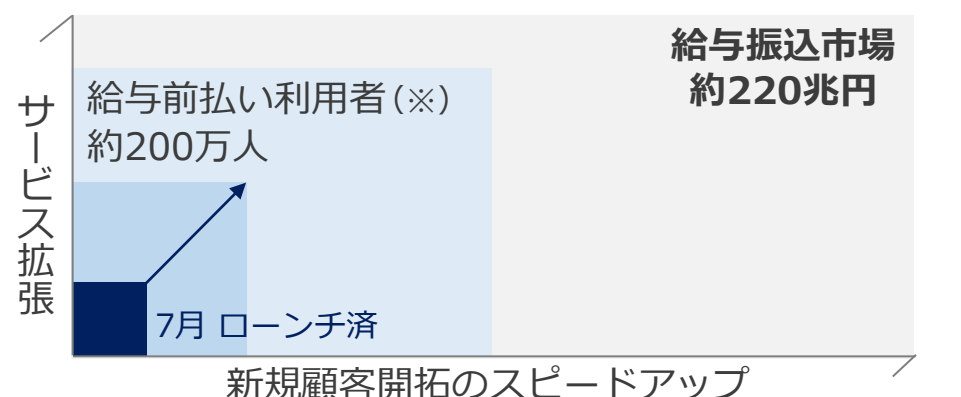 給与振込市場
約220兆円
給与前払い利用者(※)
約200万人
サービス拡張
7月 ローンチ済
新規顧客開拓のスピードアップ